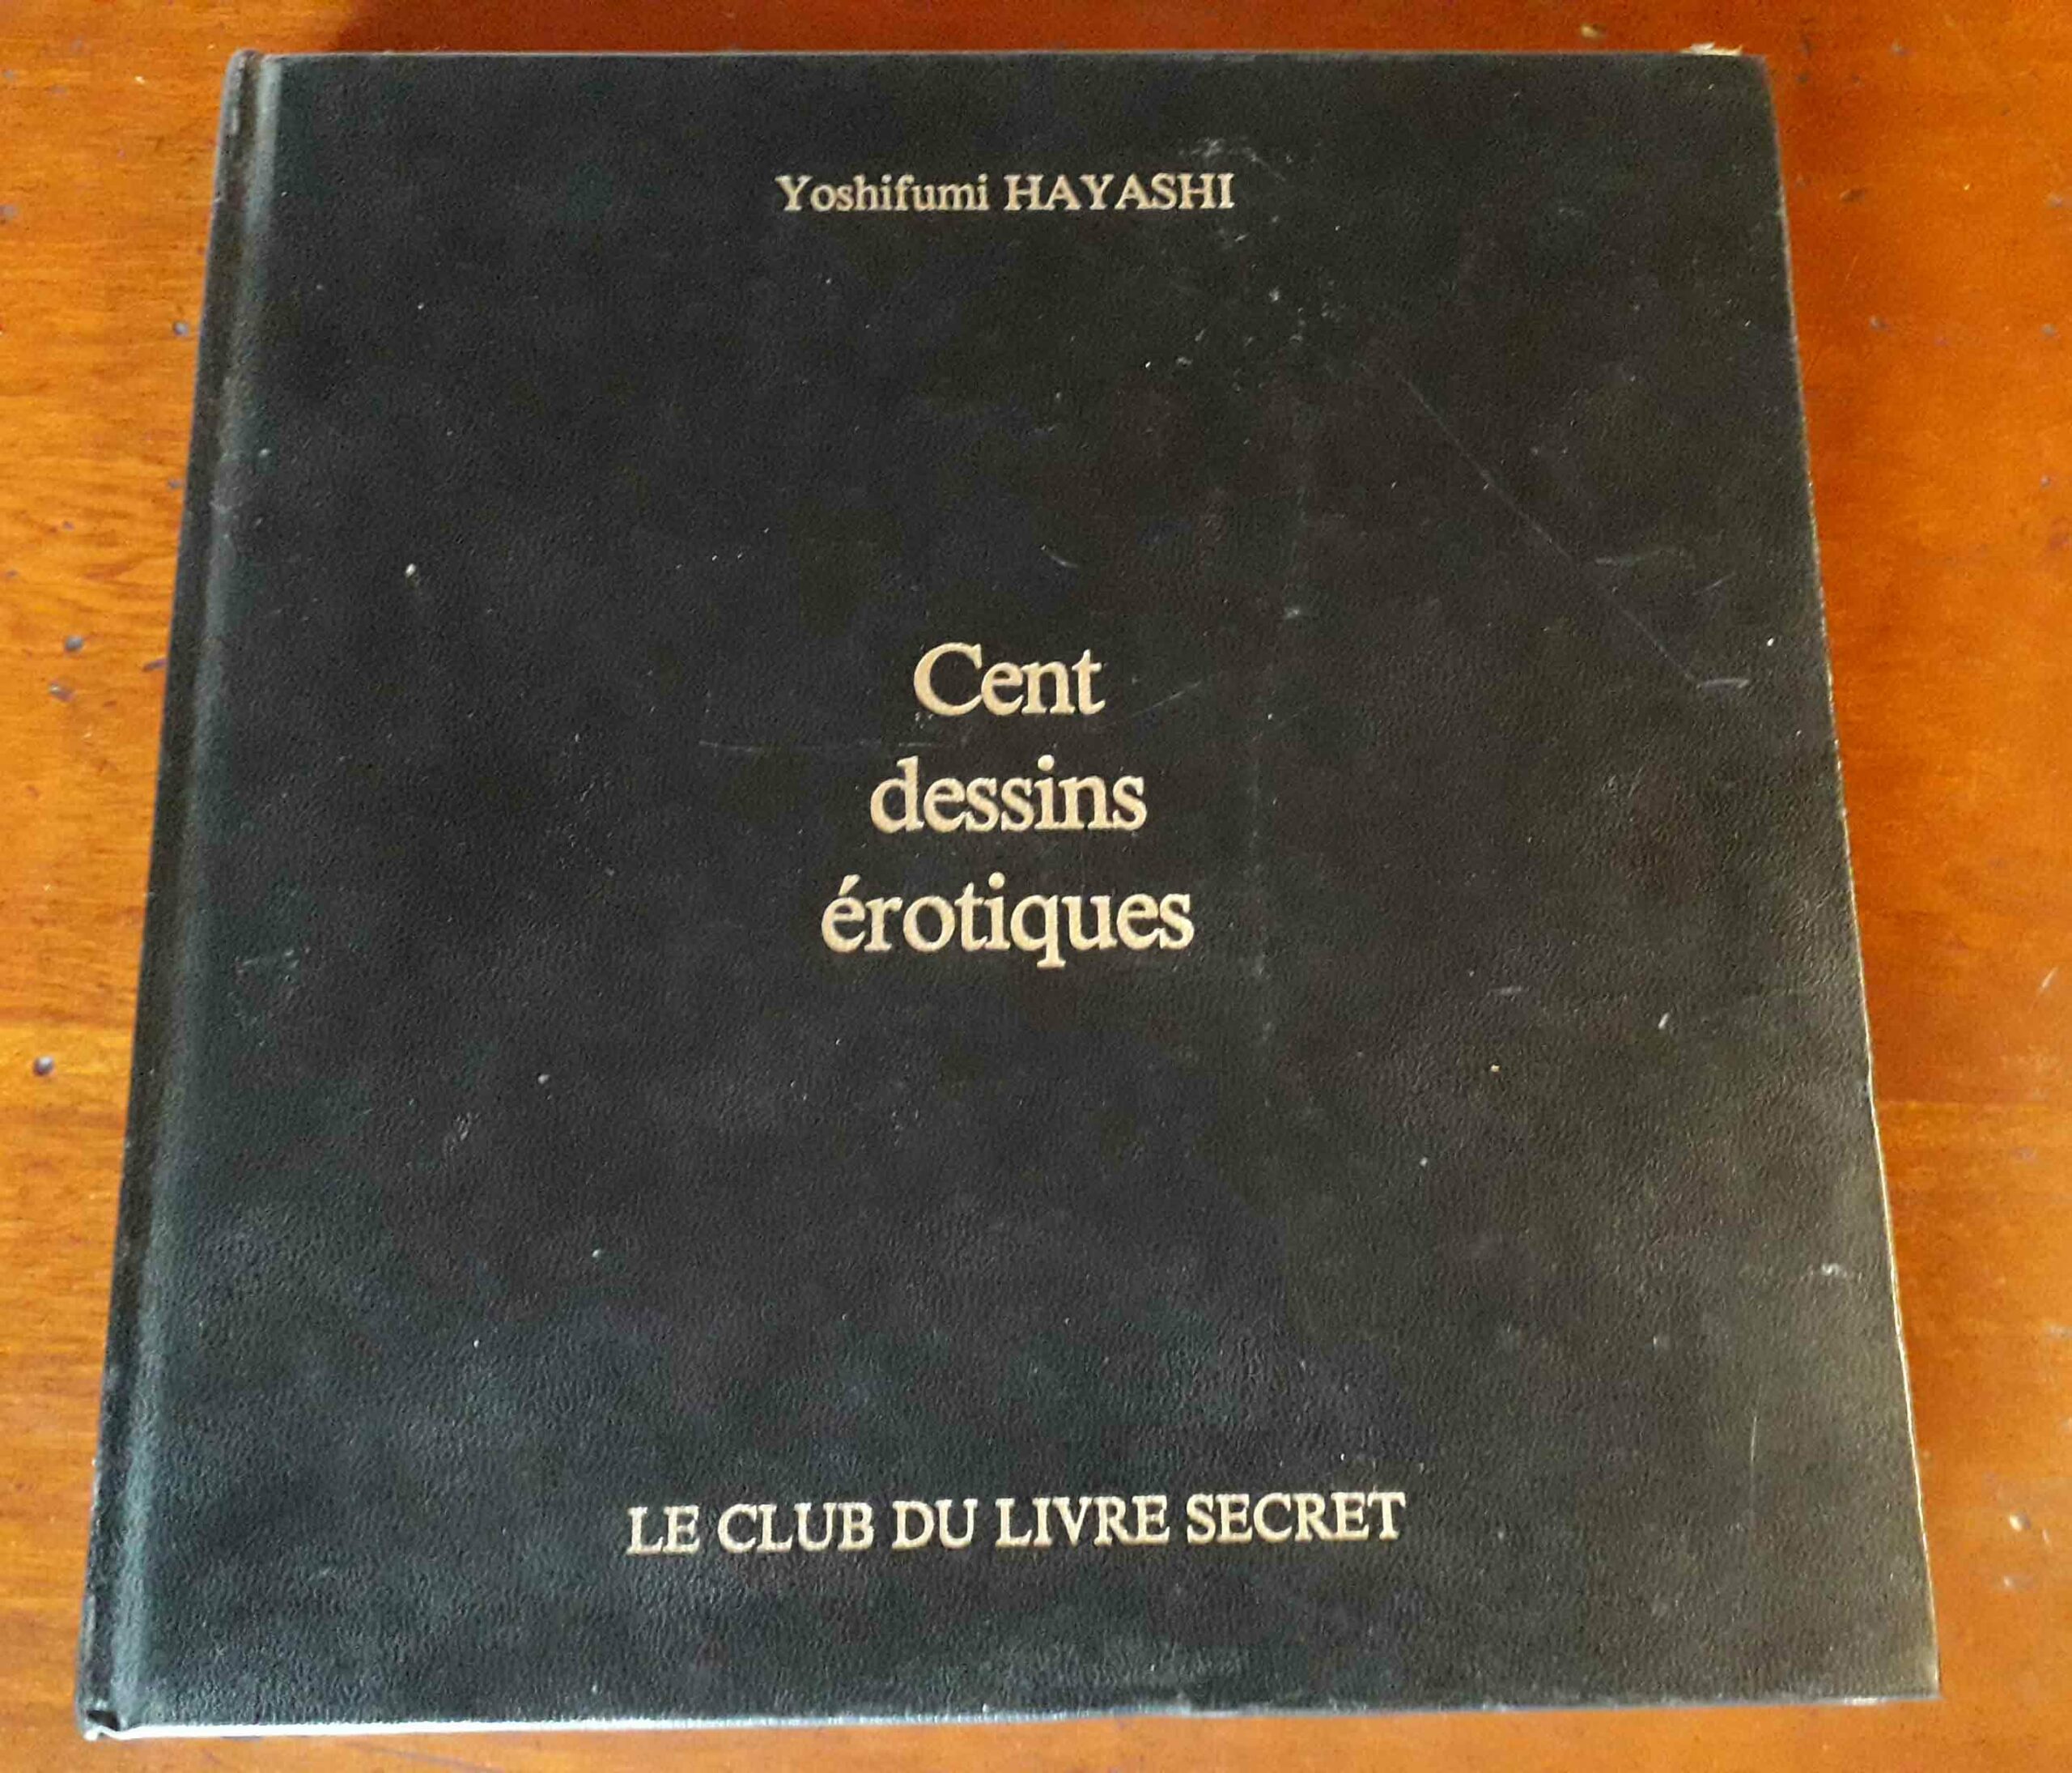 Yoshifumi HAYASHI
Cent
dessins
érotiques
LE CLUB DU LIVRE SECRET